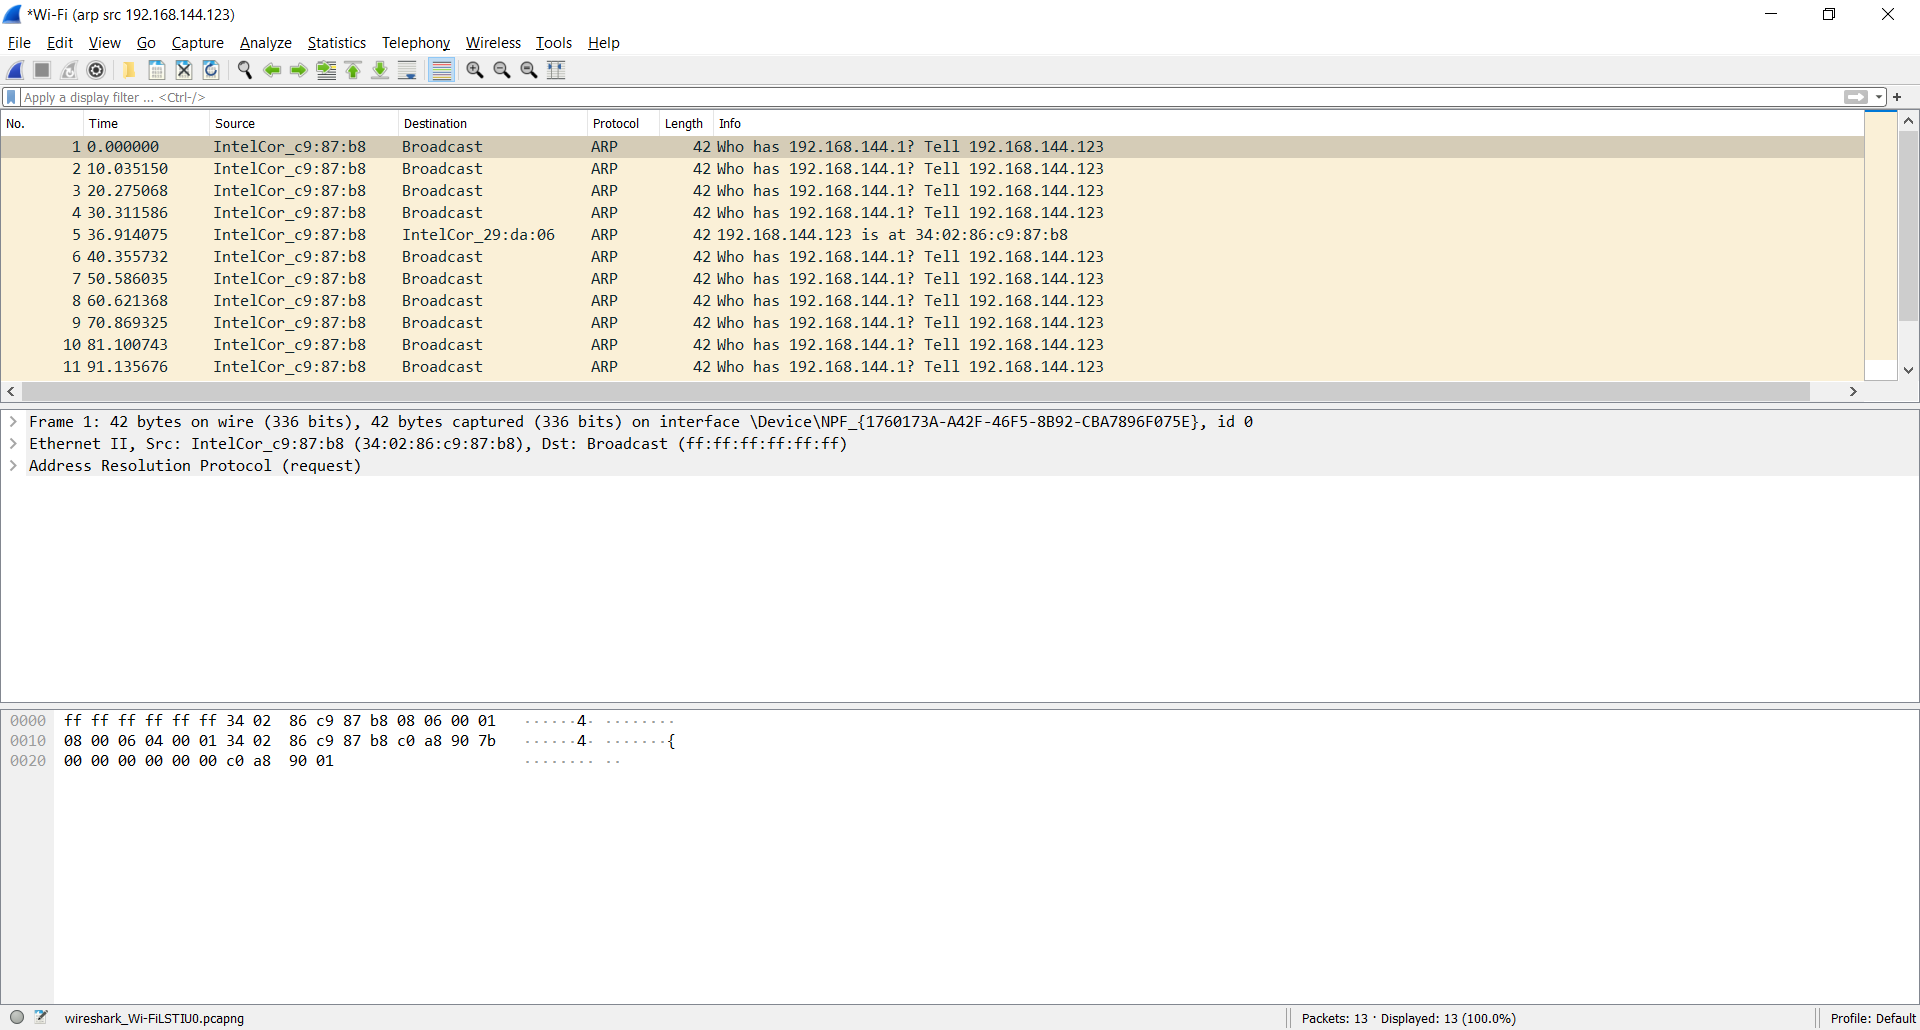 *Wi-Fi (arp src 192.168.144.123)
File Edit View Go Capture Analyze Statistics Telephony Wireless Tools Help
Apply a display filter ... <Ctrl-/>
No. Time Source Destination Protocol Length Info
1 0.000000 IntelCor_c9:87:b8 Broadcast ARP 42 Who has 192.168.144.1? Tell 192.168.144.123
2 10.035150 IntelCor_c9:87:b8 Broadcast ARP 42 Who has 192.168.144.1? Tell 192.168.144.123
3 20.275068 IntelCor_c9:87:b8 Broadcast ARP 42 Who has 192.168.144.1? Tell 192.168.144.123
4 30.311586 IntelCor_c9:87:b8 Broadcast ARP 42 Who has 192.168.144.1? Tell 192.168.144.123
5 36.914075 IntelCor_c9:87:b8 IntelCor_29:da:06 ARP 42 192.168.144.123 is at 34:02:86:c9:87:b8
6 40.355732 IntelCor_c9:87:b8 Broadcast ARP 42 Who has 192.168.144.1? Tell 192.168.144.123
7 50.586035 IntelCor_c9:87:b8 Broadcast ARP 42 Who has 192.168.144.1? Tell 192.168.144.123
8 60.621368 IntelCor_c9:87:b8 Broadcast ARP 42 Who has 192.168.144.1? Tell 192.168.144.123
9 70.869325 IntelCor_c9:87:b8 Broadcast ARP 42 Who has 192.168.144.1? Tell 192.168.144.123
10 81.100743 IntelCor_c9:87:b8 Broadcast ARP 42 Who has 192.168.144.1? Tell 192.168.144.123
11 91.135676 IntelCor_c9:87:b8 Broadcast ARP 42 Who has 192.168.144.1? Tell 192.168.144.123
Frame 1: 42 bytes on wire (336 bits), 42 bytes captured (336 bits) on interface \Device\NPF_{1760173A-A42F-46F5-8B92-CBA7896F075E}, id 0
Ethernet II, Src: IntelCor_c9:87:b8 (34:02:86:c9:87:b8), Dst: Broadcast (ff:ff:ff:ff:ff:ff)
Address Resolution Protocol (request)
0000 ff ff ff ff ff ff 34 02 86 c9 87 b8 08 06 00 01 ······4· ········
0010 08 00 06 04 00 01 34 02 86 c9 87 b8 c0 a8 90 7b ······4· ·······{
0020 00 00 00 00 00 00 c0 a8 90 01 ········ ··
wireshark_Wi-FiLSTIU0.pcapng Packets: 13 · Displayed: 13 (100.0%) Profile: Default